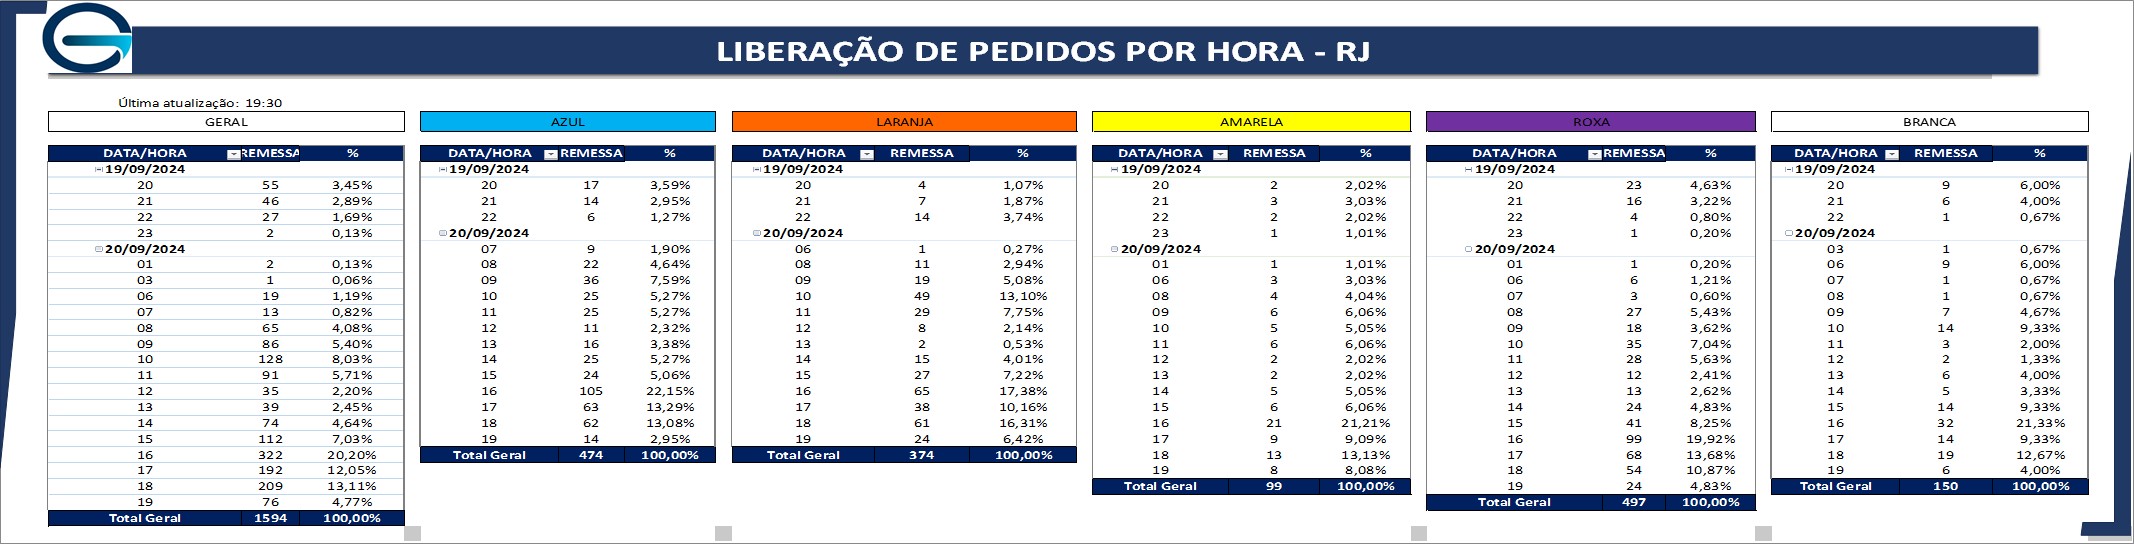 LIBERAÇÃO DE PEDIDOS POR HORA - RJ
Última atualização: 19:30
GERAL
DATA/HORA REMESSA %
19/09/2024
20 55 3,45%
21 46 2,89%
22 27 1,69%
23 2 0,13%
20/09/2024
01 2 0,13%
03 1 0,06%
06 19 1,19%
07 13 0,82%
08 65 4,08%
09 86 5,40%
10 128 8,03%
11 91 5,71%
12 35 2,20%
13 39 2,45%
14 74 4,64%
15 112 7,03%
16 322 20,20%
17 192 12,05%
18 209 13,11%
19 76 4,77%
Total Geral 1594 100,00%
AZUL
DATA/HORA REMESSA %
19/09/2024
20 17 3,59%
21 14 2,95%
22 6 1,27%
20/09/2024
07 9 1,90%
08 22 4,64%
09 36 7,59%
10 25 5,27%
11 25 5,27%
12 11 2,32%
13 16 3,38%
14 25 5,27%
15 24 5,06%
16 105 22,15%
17 63 13,29%
18 62 13,08%
19 14 2,95%
Total Geral 474 100,00%
LARANJA
DATA/HORA REMESSA %
19/09/2024
20 4 1,07%
21 7 1,87%
22 14 3,74%
20/09/2024
06 1 0,27%
08 11 2,94%
09 19 5,08%
10 49 13,10%
11 29 7,75%
12 8 2,14%
13 2 0,53%
14 15 4,01%
15 27 7,22%
16 65 17,38%
17 38 10,16%
18 61 16,31%
19 24 6,42%
Total Geral 374 100,00%
AMARELA
DATA/HORA REMESSA %
19/09/2024
20 2 2,02%
21 3 3,03%
22 2 2,02%
23 1 1,01%
20/09/2024
01 1 1,01%
06 3 3,03%
08 4 4,04%
09 6 6,06%
10 5 5,05%
11 6 6,06%
12 2 2,02%
13 2 2,02%
14 5 5,05%
15 6 6,06%
16 21 21,21%
17 9 9,09%
18 13 13,13%
19 8 8,08%
Total Geral 99 100,00%
ROXA
DATA/HORA REMESSA %
19/09/2024
20 23 4,63%
21 16 3,22%
22 4 0,80%
23 1 0,20%
20/09/2024
01 1 0,20%
06 6 1,21%
07 3 0,60%
08 27 5,43%
09 18 3,62%
10 35 7,04%
11 28 5,63%
12 12 2,41%
13 13 2,62%
14 24 4,83%
15 41 8,25%
16 99 19,92%
17 68 13,68%
18 54 10,87%
19 24 4,83%
Total Geral 497 100,00%
BRANCA
DATA/HORA REMESSA %
19/09/2024
20 9 6,00%
21 6 4,00%
22 1 0,67%
20/09/2024
03 1 0,67%
06 9 6,00%
07 1 0,67%
08 1 0,67%
09 7 4,67%
10 14 9,33%
11 3 2,00%
12 2 1,33%
13 6 4,00%
14 5 3,33%
15 14 9,33%
16 32 21,33%
17 14 9,33%
18 19 12,67%
19 6 4,00%
Total Geral 150 100,00%